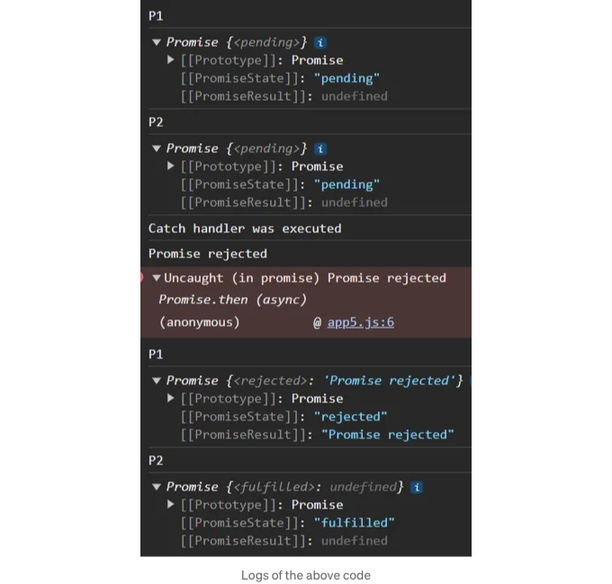 P1
▼ Promise {<pending>} i
▶ [[Prototype]]: Promise
[[PromiseState]]: "pending"
[[PromiseResult]]: undefined
P2
▼ Promise {<pending>} i
▶ [[Prototype]]: Promise
[[PromiseState]]: "pending"
[[PromiseResult]]: undefined
Catch handler was executed
Promise rejected
▼Uncaught (in promise) Promise rejected
Promise.then (async)
(anonymous) @ app5.js:6
P1
▼ Promise {<rejected>: 'Promise rejected'}
▶ [[Prototype]]: Promise
[[PromiseState]]: "rejected"
[[PromiseResult]]: "Promise rejected"
P2
▼ Promise {<fulfilled>: undefined} i
▶ [[Prototype]]: Promise
[[PromiseState]]: "fulfilled"
[[PromiseResult]]: undefined
Logs of the above code